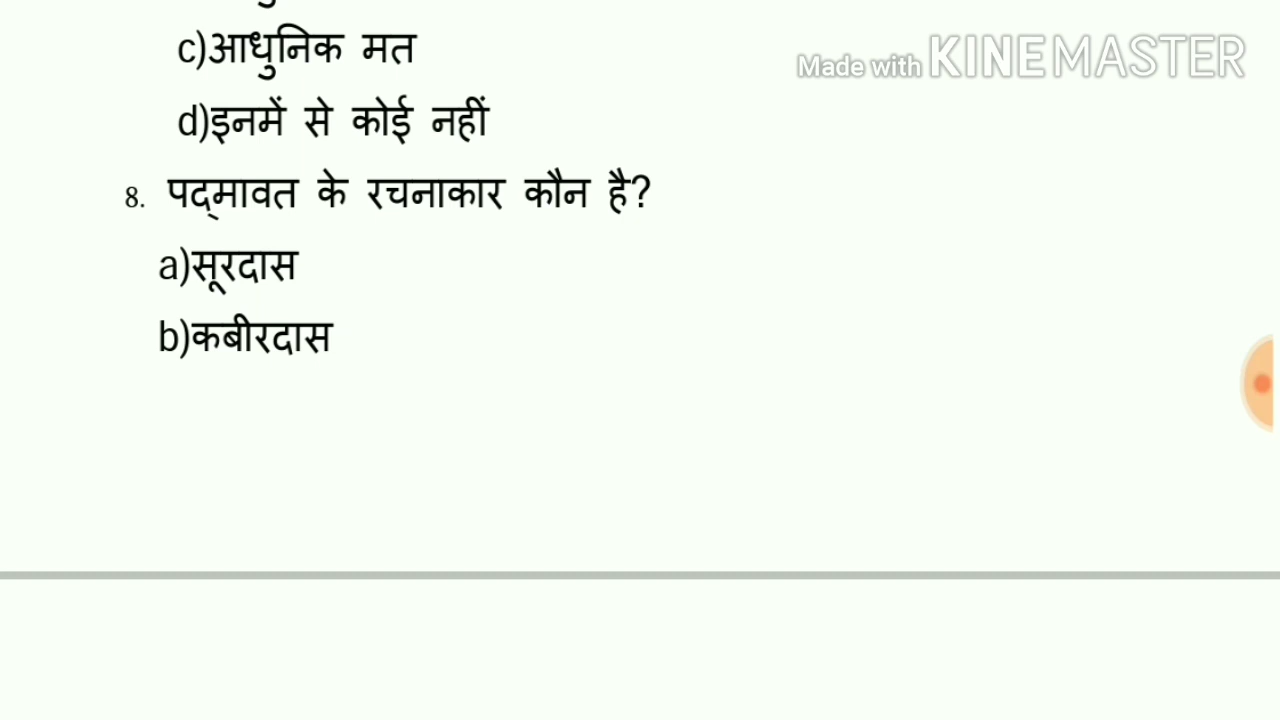 c)आधुनिक मत
Made with KINEMASTER
d)इनमें से कोई नहीं
8. पद्मावत के रचनाकार कौन है?
a)सूरदास
b)कबीरदास